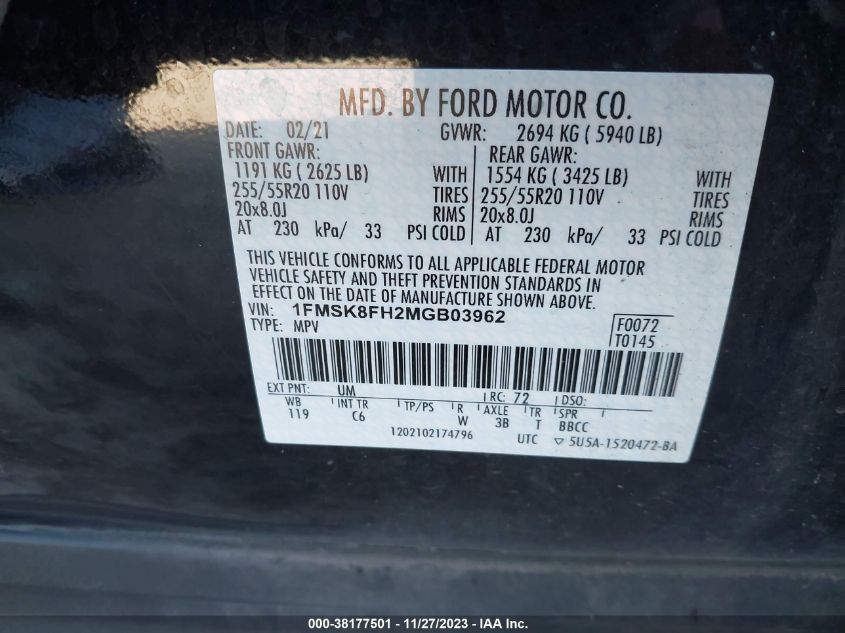 MFD. BY FORD MOTOR CO.
DATE: 02/21 GVWR: 2694 KG ( 5940 LB)
FRONT GAWR: REAR GAWR:
1191 KG ( 2625 LB) WITH 1554 KG ( 3425 LB) WITH
255/55R20 110V TIRES 255/55R20 110V TIRES
20x8.0J RIMS 20x8.0J RIMS
AT 230 kPa/ 33 PSI COLD AT 230 kPa/ 33 PSI COLD
THIS VEHICLE CONFORMS TO ALL APPLICABLE FEDERAL MOTOR
VEHICLE SAFETY AND THEFT PREVENTION STANDARDS IN
EFFECT ON THE DATE OF MANUFACTURE SHOWN ABOVE.
VIN: 1FMSK8FH2MGB03962 F0072
TYPE: MPV T0145
EXT PNT: UM RC: 72 DSO:
WB INT TR TP/PS R AXLE TR SPR
119 C6 W 3B T BBCC
1202102174796 UTC ▽ 5U5A-1520472-BA
000-38177501 - 11/27/2023 - IAA Inc.